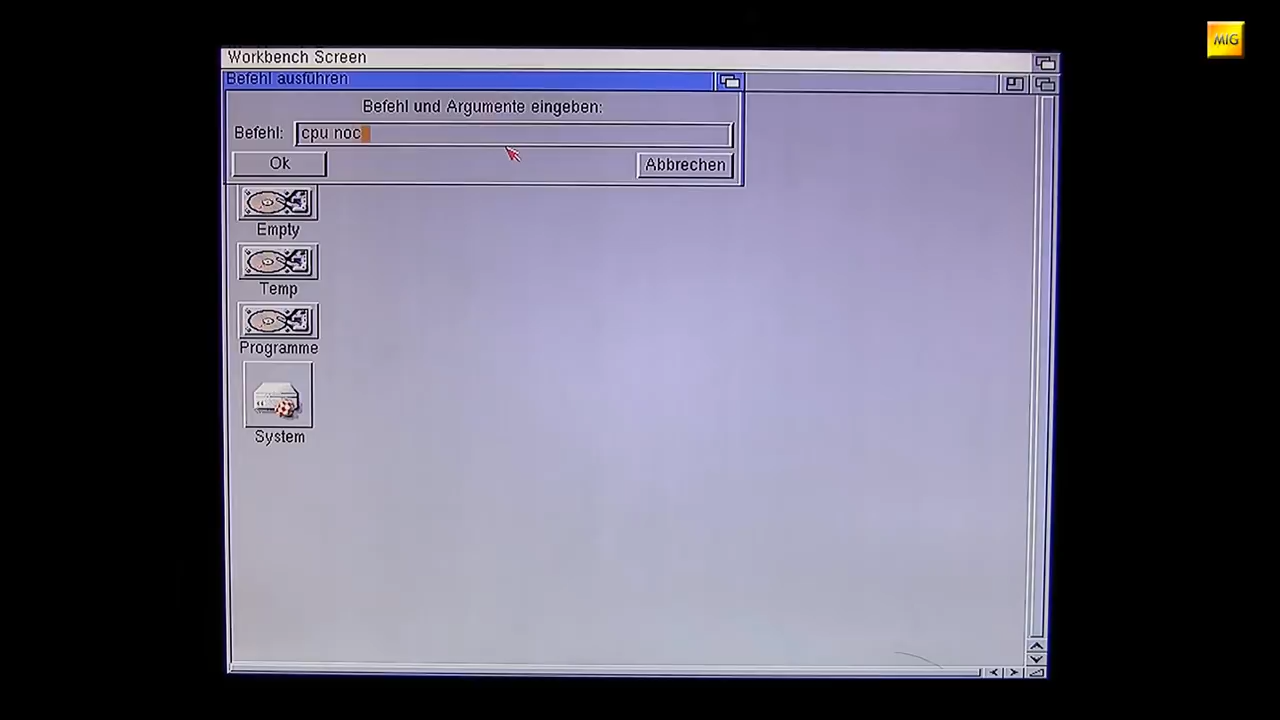 MIG
Workbench Screen
Befehl ausführen
Befehl und Argumente eingeben:
Befehl: cpu noc
Ok
Abbrechen
Empty
Temp
Programme
System